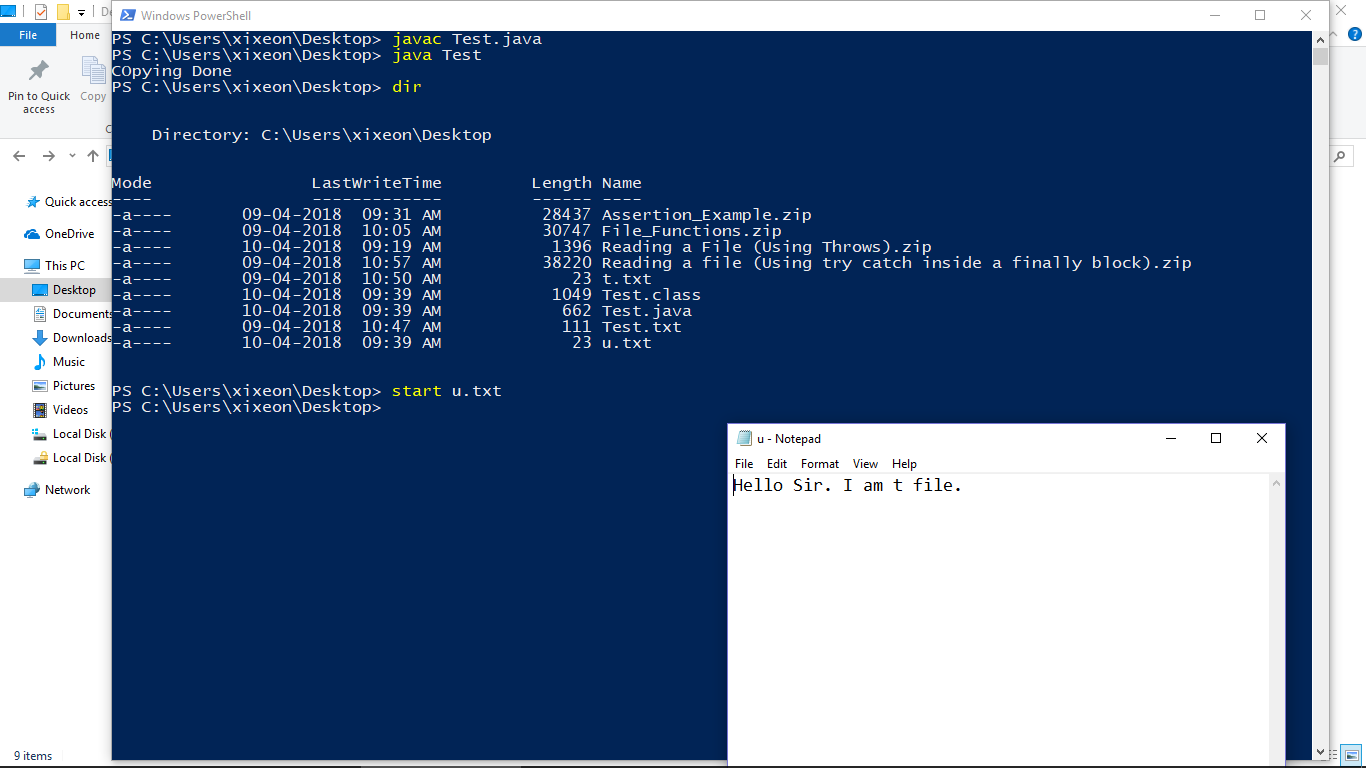 Windows PowerShell
File
Home
Pin to Quick access
Copy
Quick access
OneDrive
This PC
Desktop
Documents
Downloads
Music
Pictures
Videos
Local Disk (
Local Disk (
Network
9 items
PS C:\Users\xixeon\Desktop> javac Test.java
PS C:\Users\xixeon\Desktop> java Test
COpying Done
PS C:\Users\xixeon\Desktop> dir
Directory: C:\Users\xixeon\Desktop
Mode LastWriteTime Length Name
---- ------------- ------ ----
-a---- 09-04-2018 09:31 AM 28437 Assertion_Example.zip
-a---- 09-04-2018 10:05 AM 30747 File_Functions.zip
-a---- 10-04-2018 09:19 AM 1396 Reading a File (Using Throws).zip
-a---- 09-04-2018 10:57 AM 38220 Reading a file (Using try catch inside a finally block).zip
-a---- 09-04-2018 10:50 AM 23 t.txt
-a---- 10-04-2018 09:39 AM 1049 Test.class
-a---- 10-04-2018 09:39 AM 662 Test.java
-a---- 09-04-2018 10:47 AM 111 Test.txt
-a---- 10-04-2018 09:39 AM 23 u.txt
PS C:\Users\xixeon\Desktop> start u.txt
PS C:\Users\xixeon\Desktop>
u - Notepad
File Edit Format View Help
Hello Sir. I am t file.